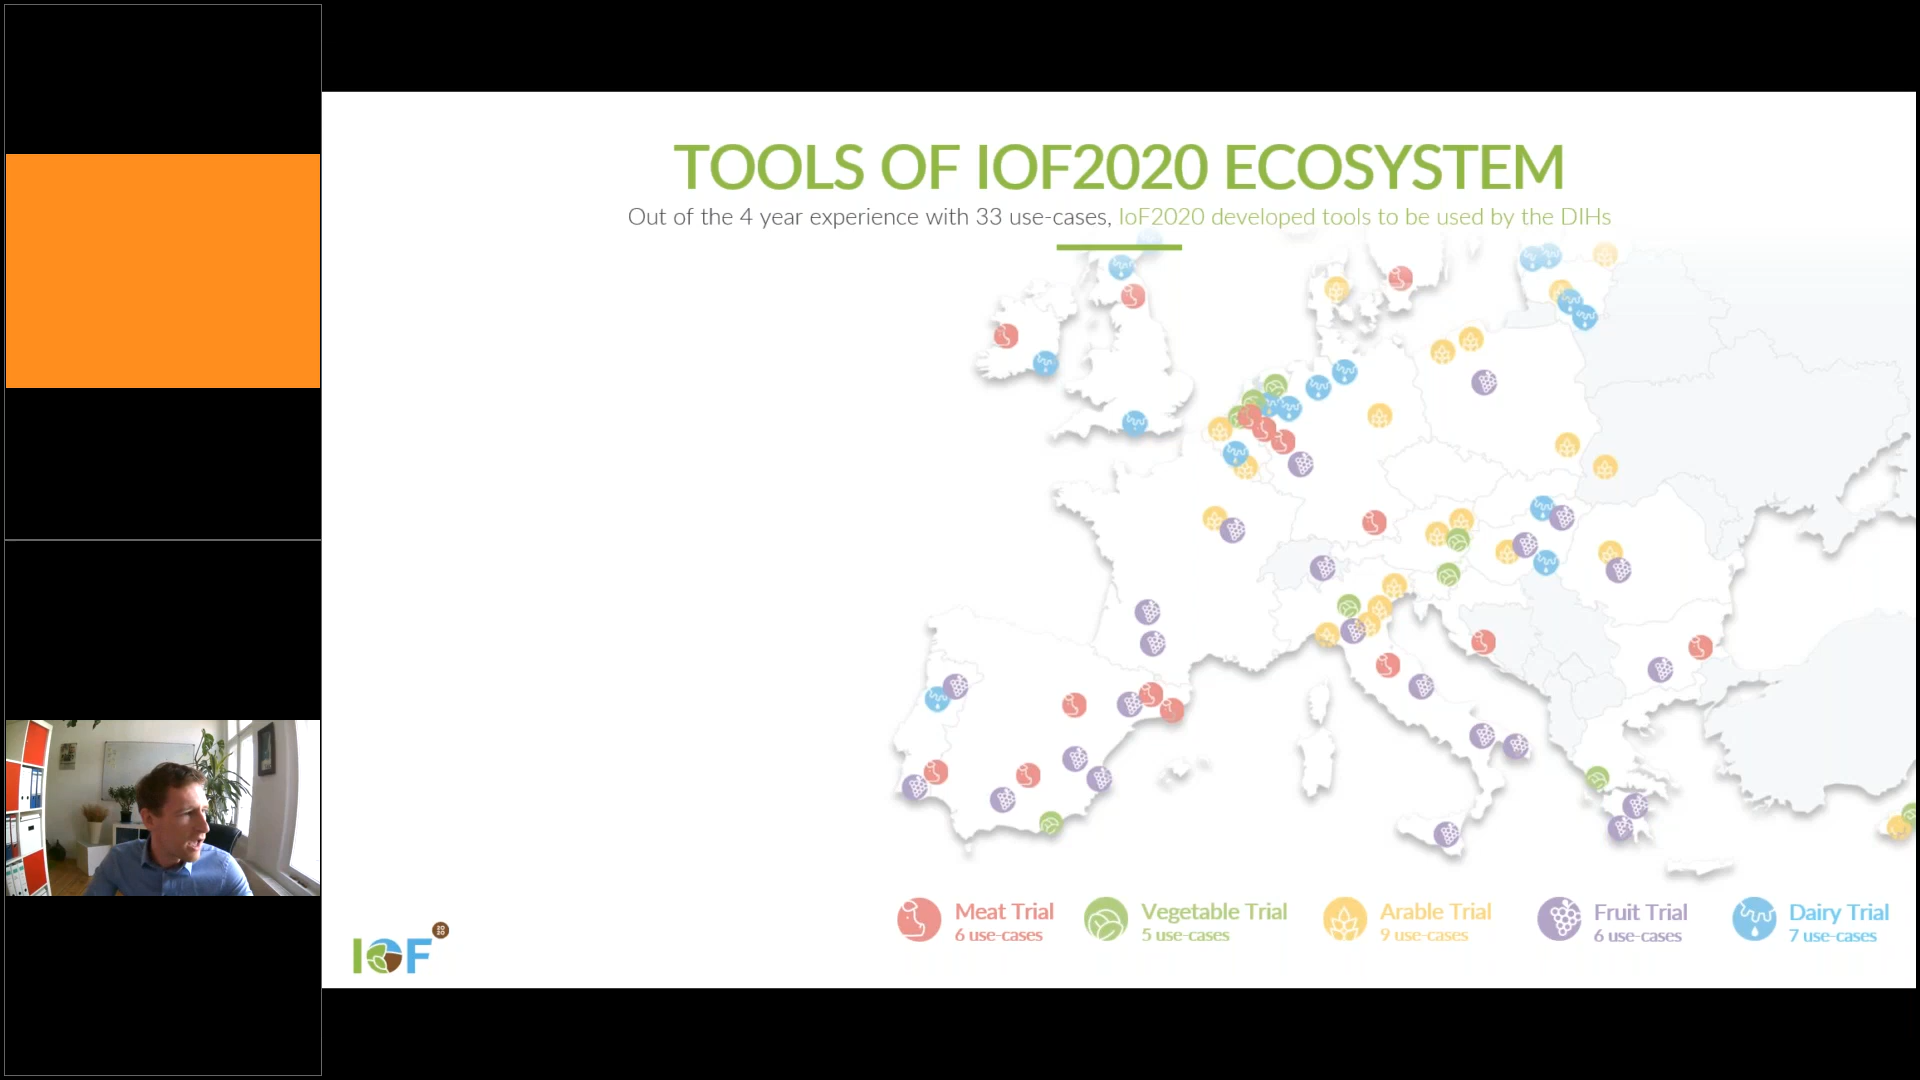 TOOLS OF IOF2020 ECOSYSTEM
Out of the 4 year experience with 33 use-cases, IoF2020 developed tools to be used by the DIHs
Meat Trial
6 use-cases
Vegetable Trial
5 use-cases
Arable Trial
9 use-cases
Fruit Trial
6 use-cases
Dairy Trial
7 use-cases
IOF
2020